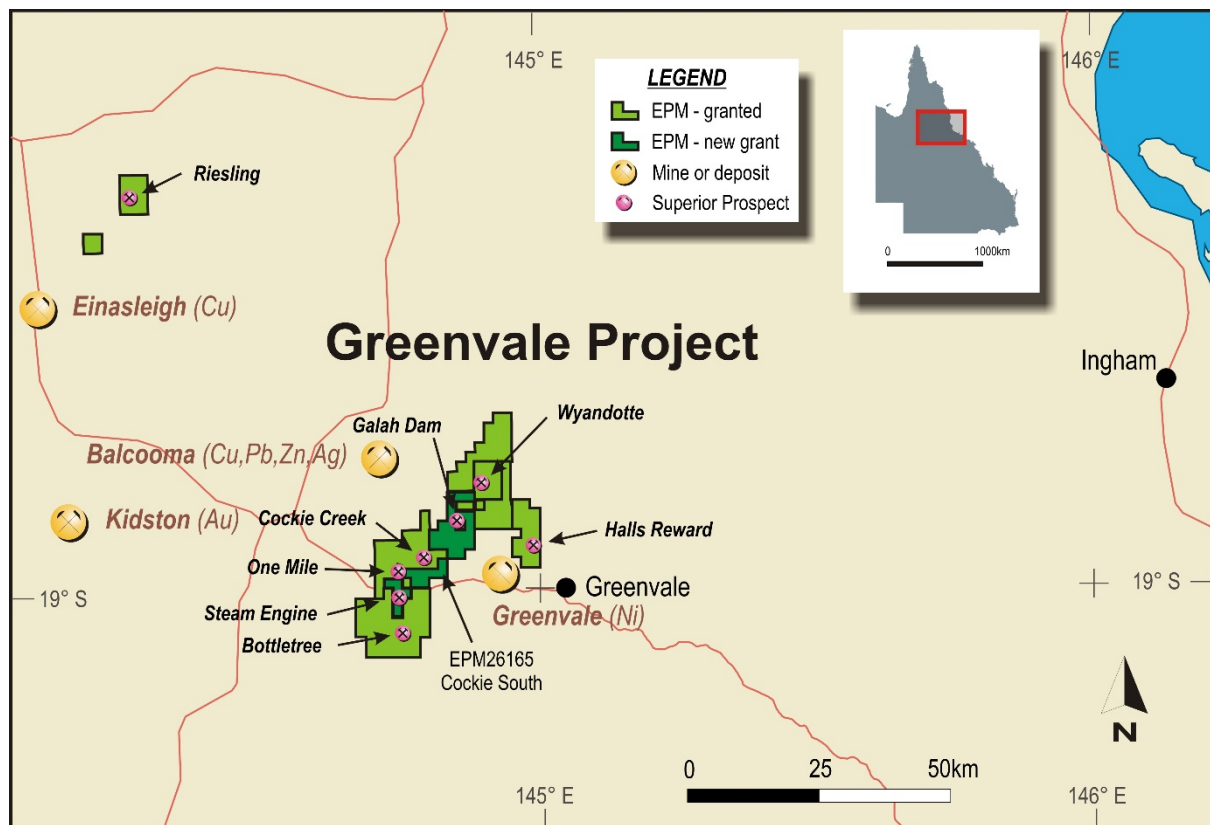 145° E
146° E
LEGEND
EPM - granted
EPM - new grant
Mine or deposit
Superior Prospect
0 1000km
Riesling
Einasleigh (Cu)
Greenvale Project
Ingham
Wyandotte
Galah Dam
Balcooma (Cu,Pb,Zn,Ag)
Kidston (Au)
Cockie Creek
Halls Reward
One Mile
19° S
Greenvale
19° S
Steam Engine
Greenvale (Ni)
Bottletree
EPM26165
Cockie South
N
0 25 50km
145° E
146° E